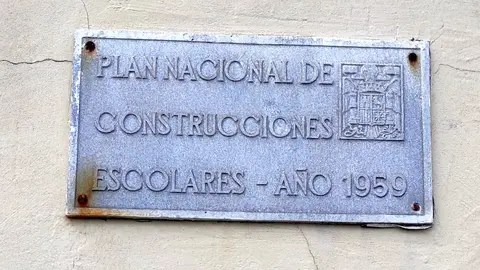 PLAN NACIONAL DE
CONSTRUCCIONES
ESCOLARES - AÑO 1959